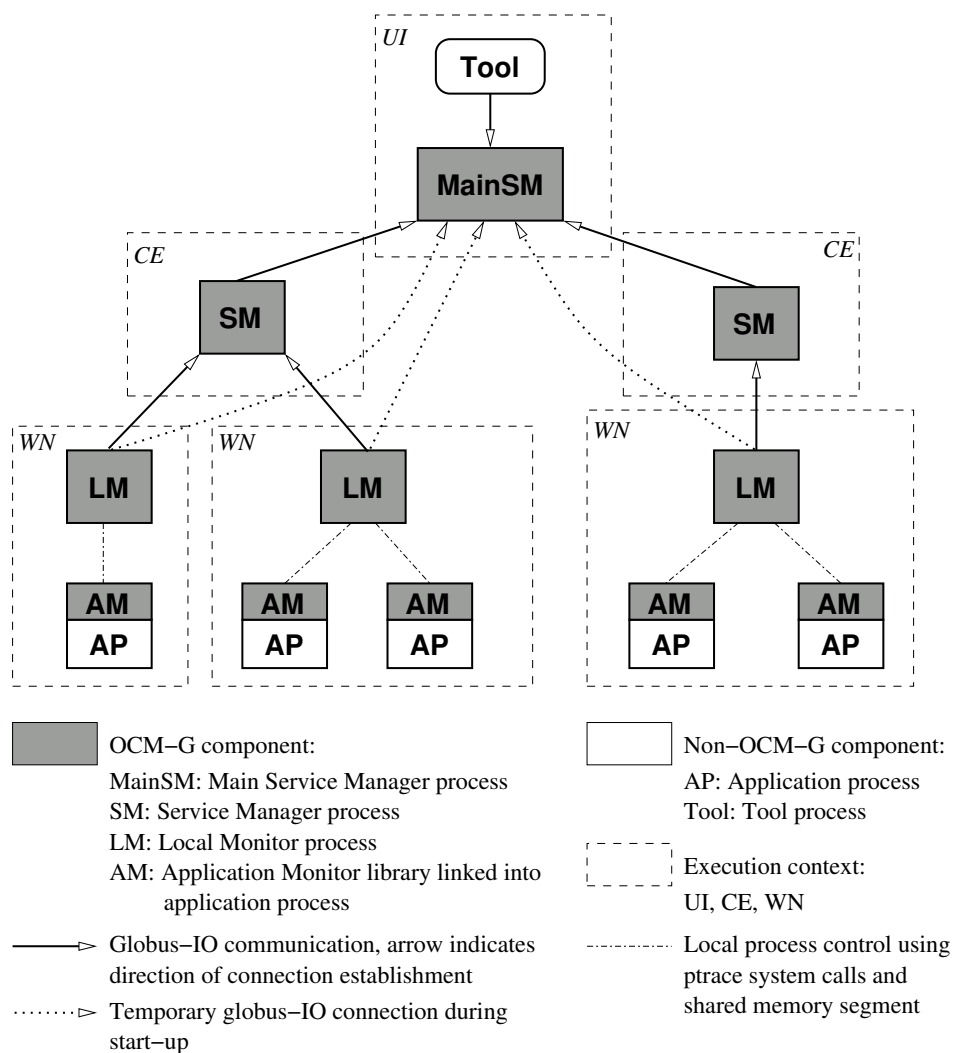 UI
Tool
MainSM
CE
CE
SM
SM
WN
WN
WN
LM
LM
LM
AM
AM
AM
AM
AM
AP
AP
AP
AP
AP
OCM−G component:
MainSM: Main Service Manager process
SM: Service Manager process
LM: Local Monitor process
AM: Application Monitor library linked into
application process
Globus−IO communication, arrow indicates
direction of connection establishment
Temporary globus−IO connection during
start−up
Non−OCM−G component:
AP: Application process
Tool: Tool process
Execution context:
UI, CE, WN
Local process control using
ptrace system calls and
shared memory segment